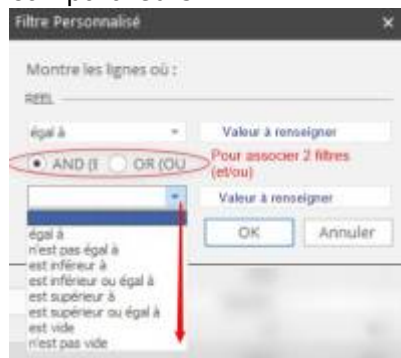 Filtre Personnalisé
Montre les lignes où :
REEL
égal à
Valeur à renseigner
AND (E
OR (OU
Pour associer 2 filtres
(et/ou)
Valeur à renseigner
égal à
n'est pas égal à
est inféreur à
est inférieur ou égal à
est supérieur à
est supérieur ou égal à
est vide
n'est pas vide
OK
Annuler